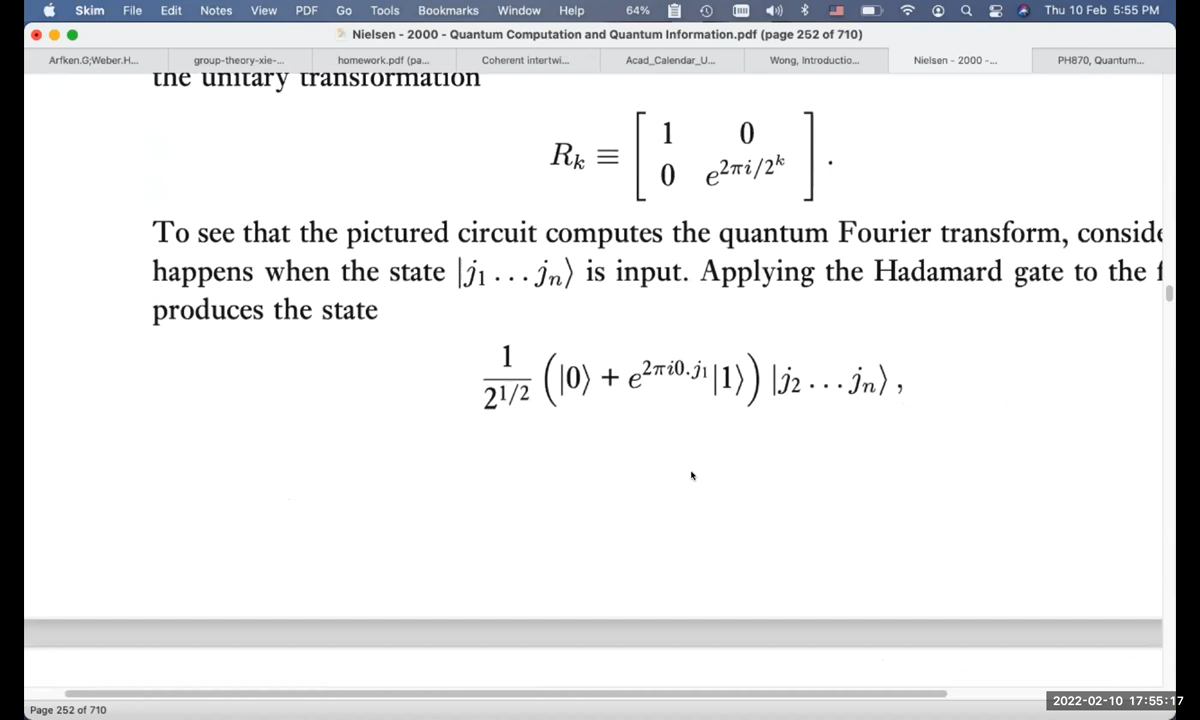 Skim File Edit Notes View PDF Go Tools Bookmarks Window Help 64% Thu 10 Feb 5:55 PM
Nielsen - 2000 - Quantum Computation and Quantum Information.pdf (page 252 of 710)
Arfken.G;Weber.H... group-theory-xie-... homework.pdf (pa... Coherent intertwi... Acad_Calendar_U... Wong, Introductio... Nielsen - 2000 -... PH870, Quantum...
the unitary transformation
R_k ≡ [ 1 0
0 e^{2πi/2^k} ] .
To see that the pictured circuit computes the quantum Fourier transform, conside
happens when the state |j_1 . . . j_n⟩ is input. Applying the Hadamard gate to the f
produces the state
1/2^{1/2} (|0⟩ + e^{2πi0.j_1}|1⟩) |j_2 . . . j_n⟩ ,
Page 252 of 710
2022-02-10 17:55:17